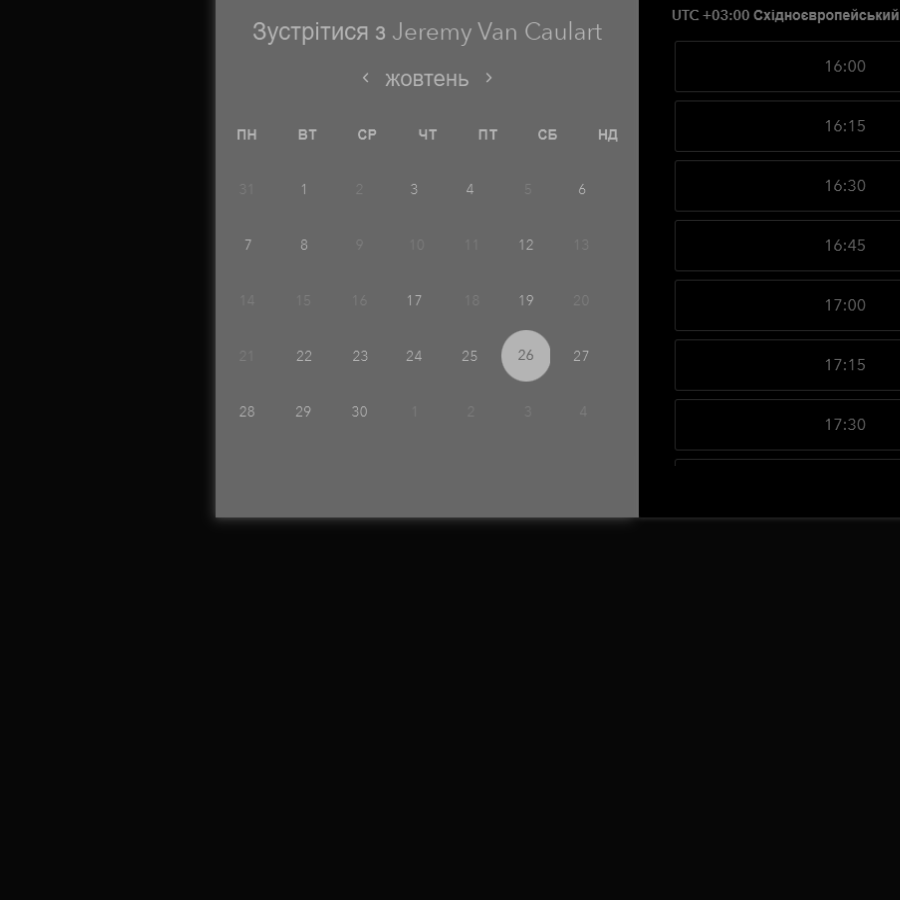 Зустрітися з Jeremy Van Caulart
‹ жовтень ›
ПН ВТ СР ЧТ ПТ СБ НД
31 1 2 3 4 5 6
7 8 9 10 11 12 13
14 15 16 17 18 19 20
21 22 23 24 25 26 27
28 29 30 1 2 3 4
UTC +03:00 Східноєвропейський
16:00
16:15
16:30
16:45
17:00
17:15
17:30